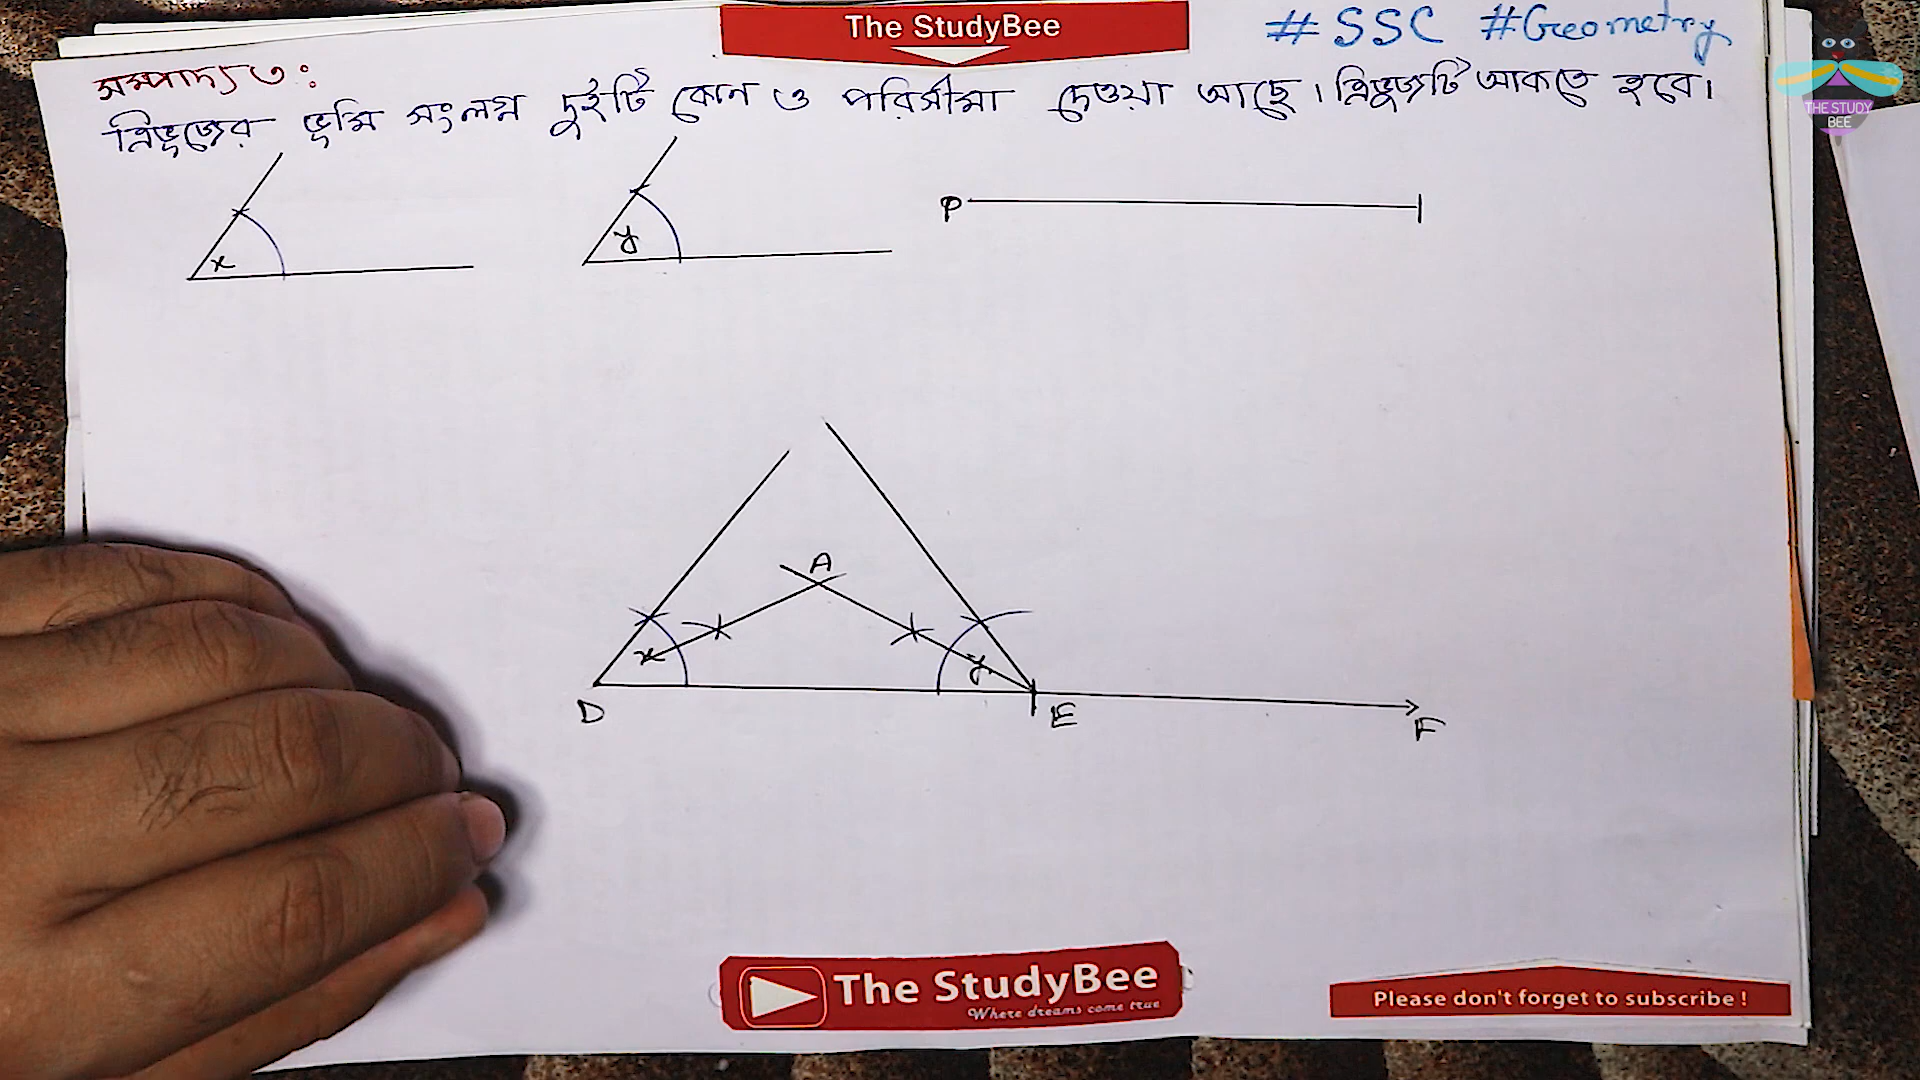 The StudyBee
#SSC #Geometry
সম্পাদ্য ৩ :
ত্রিভুজের ভূমি সংলগ্ন দুইটি কোন ও পরিসীমা দেওয়া আছে। ত্রিভুজটি আকতে হবে।
THE STUDY
BEE
x
y
P
A
x
y
D
E
F
The StudyBee
Where dreams come true
Please don't forget to subscribe !